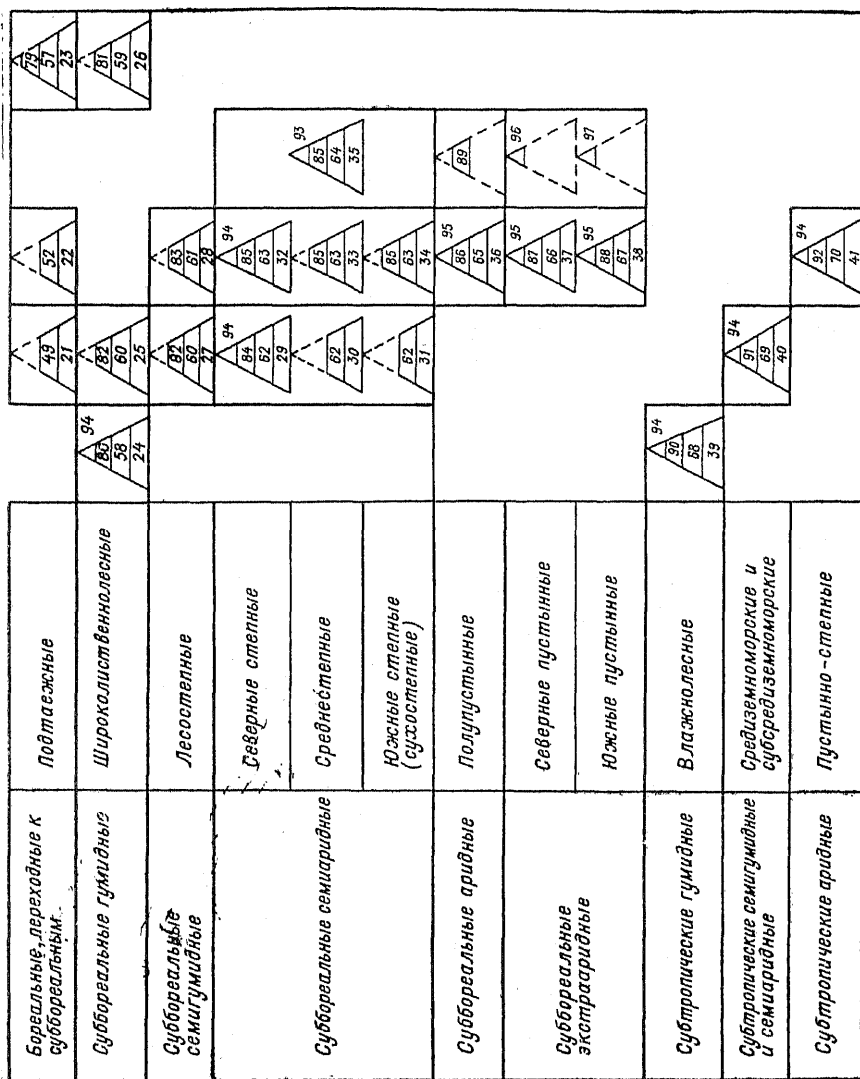 Бореальные, переходные к
суббореальным
Подтаежные
49
21
52
22
79
57
23
Суббореальные гумидные
Широколиственнолесные
94
80
58
24
82
60
25
81
59
26
Суббореальные
семигумидные
Лесостепные
82
60
27
83
61
28
Суббореальные семиаридные
Северные степные
94
84
62
29
94
85
63
32
Среднестепные
62
30
85
63
33
93
85
64
35
Южные степные
(сухостепные)
62
31
85
63
34
Суббореальные аридные
Полупустынные
95
86
65
36
89
Суббореальные
экстрааридные
Северные пустынные
95
87
66
37
96
Южные пустынные
95
88
67
38
97
Субтропические гумидные
Влажнолесные
94
90
68
39
Субтропические семигумидные
и семиаридные
Средиземноморские и
субсредиземноморские
94
91
69
40
Субтропические аридные
Пустынно-степные
94
92
70
41